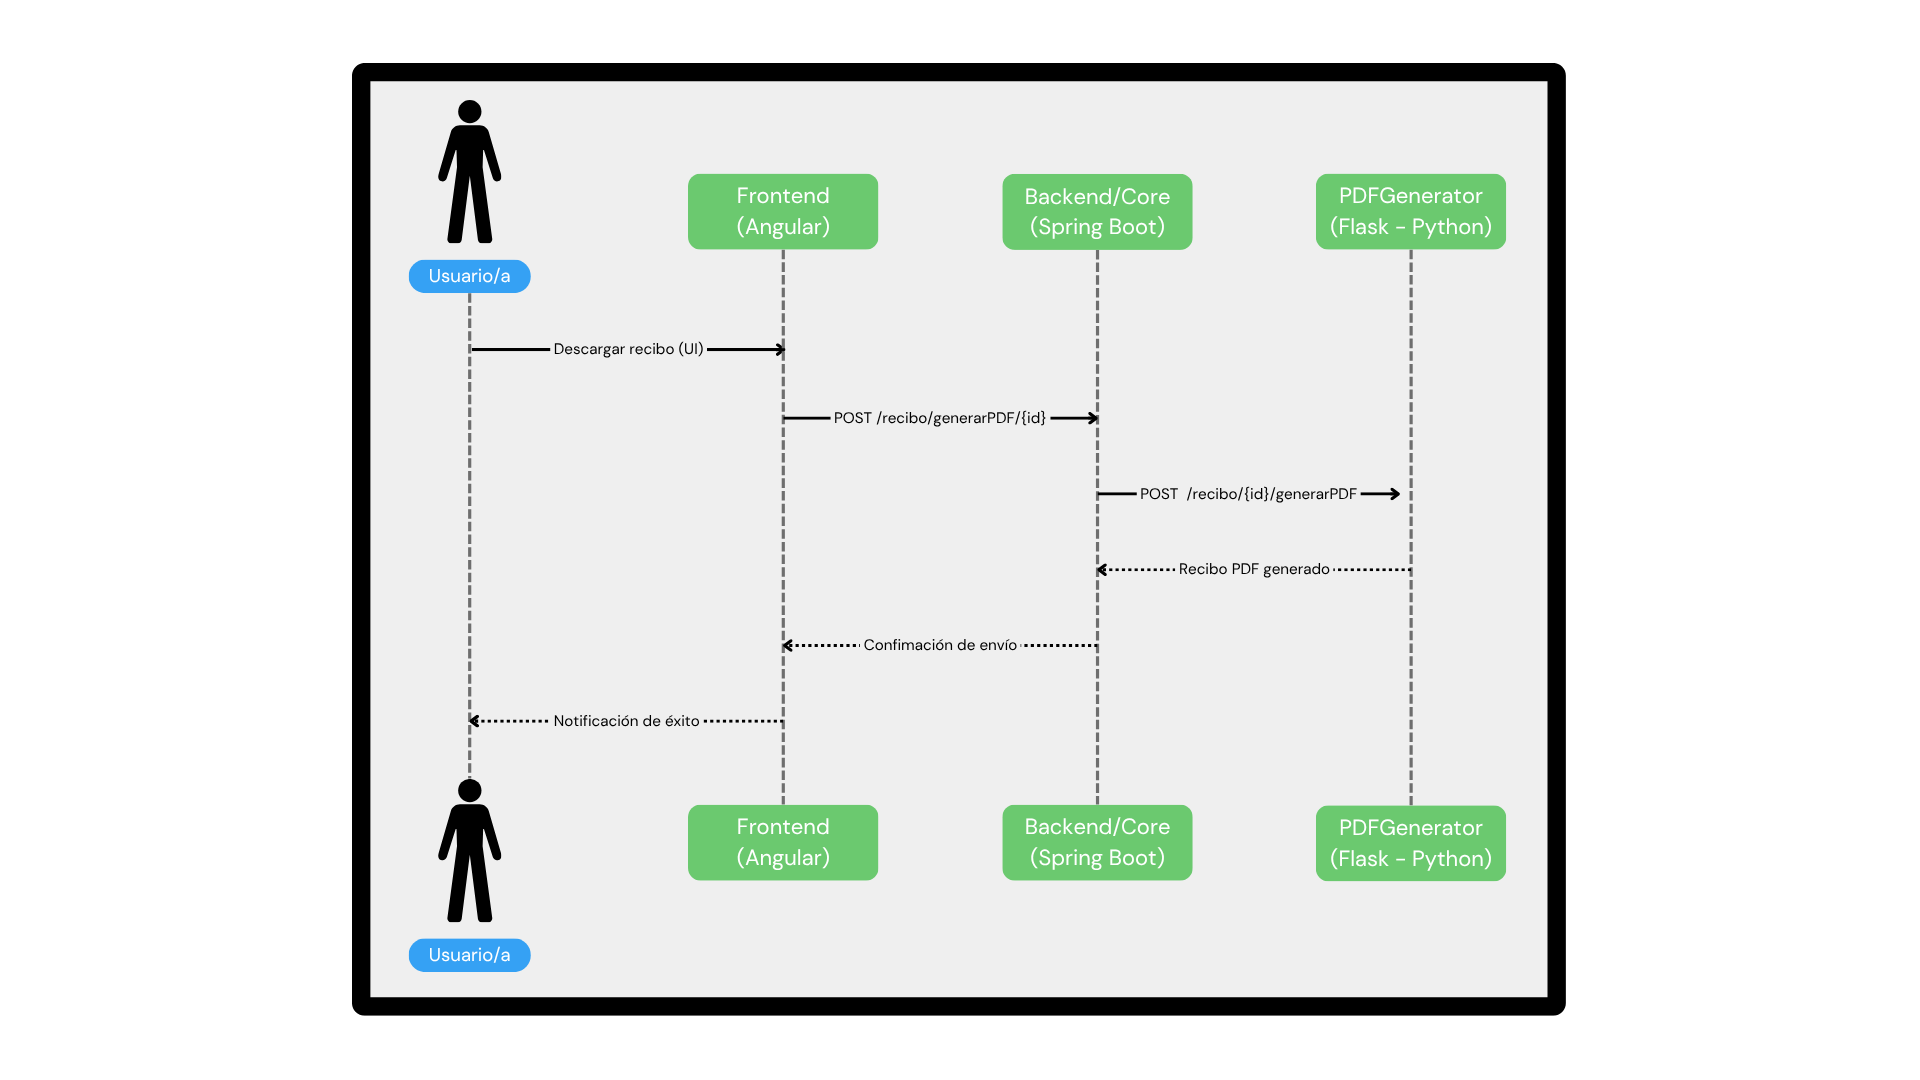 Frontend
(Angular)
Backend/Core
(Spring Boot)
PDFGenerator
(Flask - Python)
Usuario/a
Descargar recibo (UI)
POST /recibo/generarPDF/{id}
POST /recibo/{id}/generarPDF
Recibo PDF generado
Confimación de envío
Notificación de éxito
Frontend
(Angular)
Backend/Core
(Spring Boot)
PDFGenerator
(Flask - Python)
Usuario/a